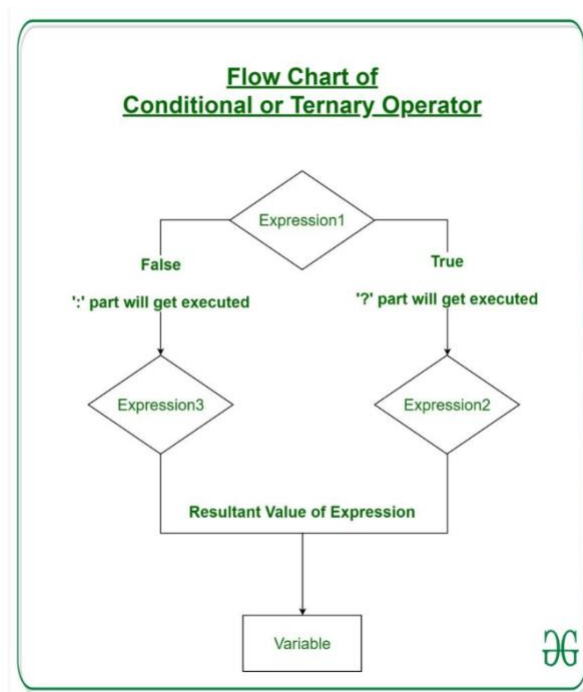 Flow Chart of
Conditional or Ternary Operator
Expression1
False
True
':' part will get executed
'?' part will get executed
Expression3
Expression2
Resultant Value of Expression
Variable